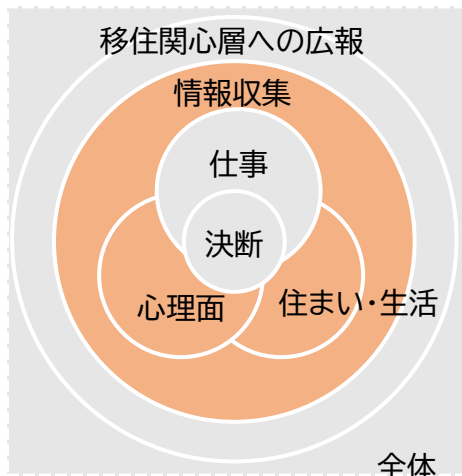 移住関心層への広報
情報収集
仕事
決断
心理面
住まい・生活
全体